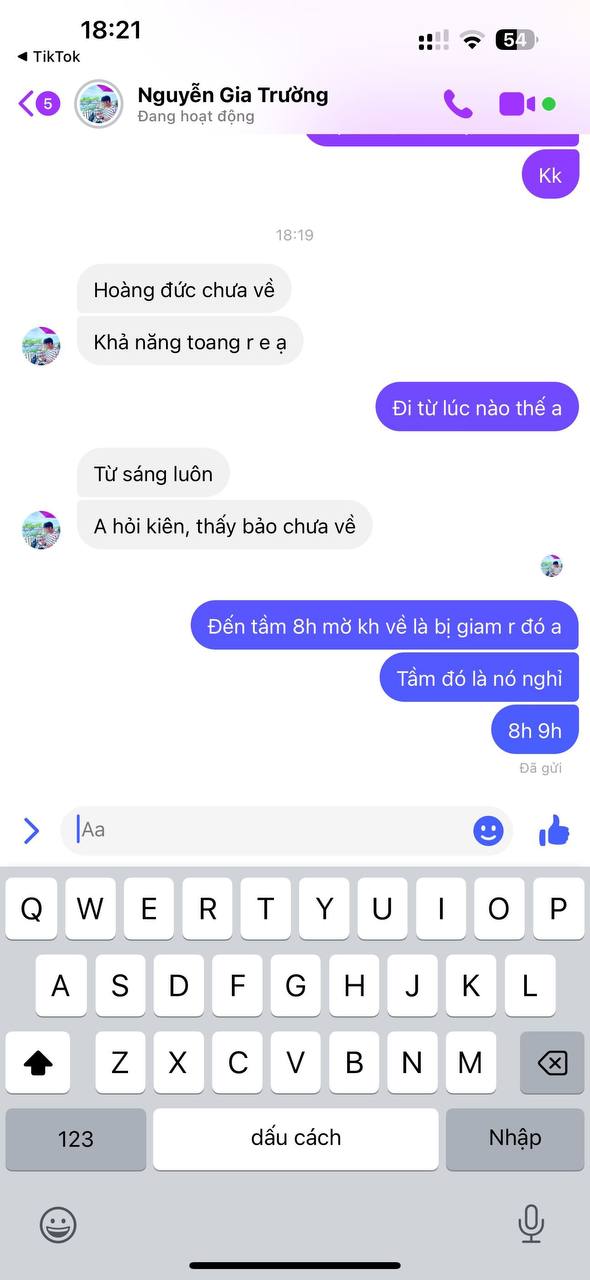 18:21
54
TikTok
5
Nguyễn Gia Trường
Đang hoạt động
Kk
18:19
Hoàng đức chưa về
Khả năng toang r e ạ
Đi từ lúc nào thế a
Từ sáng luôn
A hỏi kiên, thấy bảo chưa về
Đến tầm 8h mờ kh về là bị giam r đó a
Tầm đó là nó nghỉ
8h 9h
Đã gửi
Aa
Q W E R T Y U I O P
A S D F G H J K L
Z X C V B N M
123 dấu cách Nhập